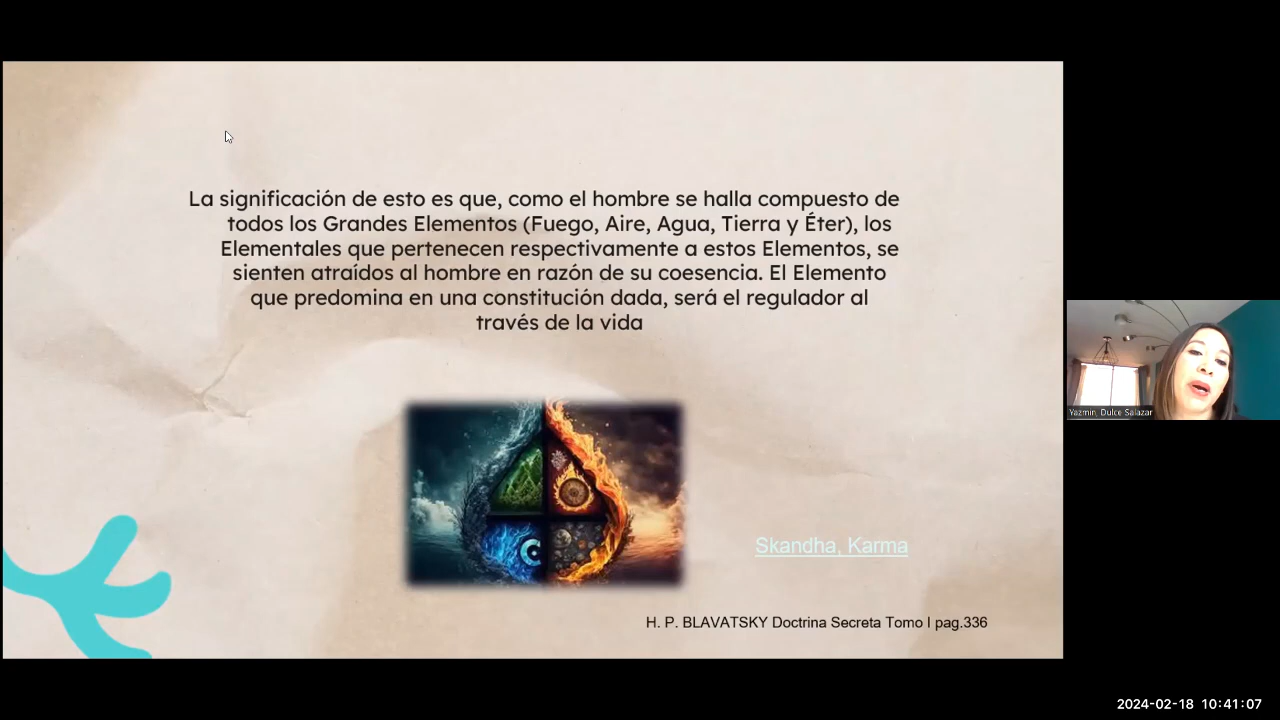 La significación de esto es que, como el hombre se halla compuesto de
todos los Grandes Elementos (Fuego, Aire, Agua, Tierra y Éter), los
Elementales que pertenecen respectivamente a estos Elementos, se
sienten atraídos al hombre en razón de su coesencia. El Elemento
que predomina en una constitución dada, será el regulador al
través de la vida
Yazmin, Dulce Salazar
Skandha, Karma
H. P. BLAVATSKY Doctrina Secreta Tomo I pag.336
2024-02-18 10:41:07